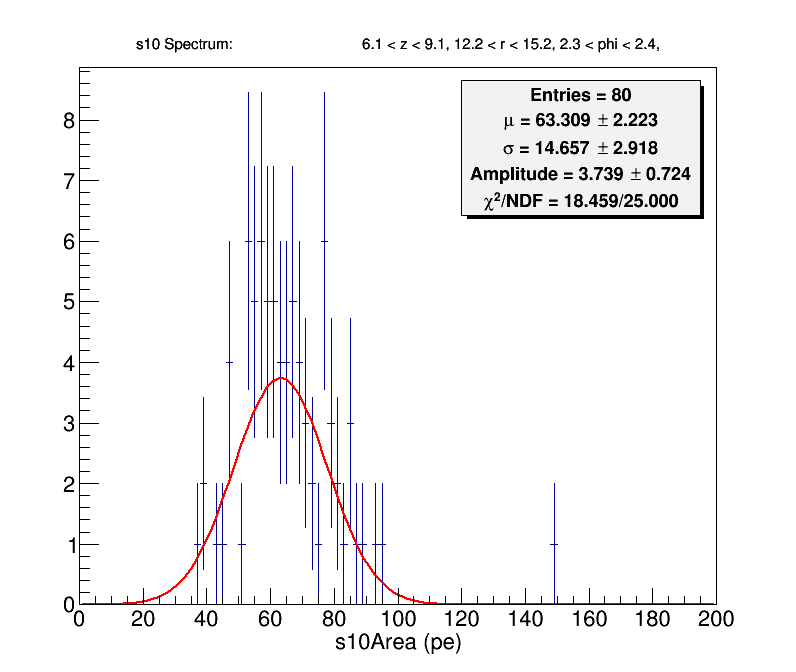 s10 Spectrum: 6.1 < z < 9.1, 12.2 < r < 15.2, 2.3 < phi < 2.4,
Entries = 80
μ = 63.309 ± 2.223
σ = 14.657 ± 2.918
Amplitude = 3.739 ± 0.724
χ²/NDF = 18.459/25.000
8
7
6
5
4
3
2
1
0
0 20 40 60 80 100 120 140 160 180 200
s10Area (pe)